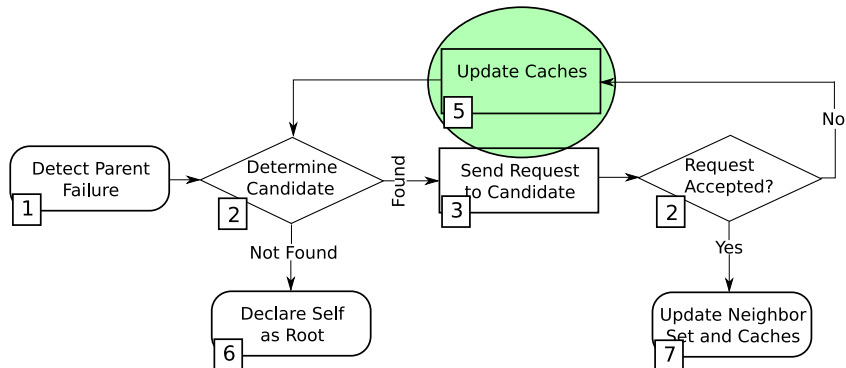 Update Caches
5
No
Detect Parent
Failure
1
Determine
Candidate
2
Found
Send Request
to Candidate
3
Request
Accepted?
2
Not Found
Yes
Declare Self
as Root
6
Update Neighbor
Set and Caches
7